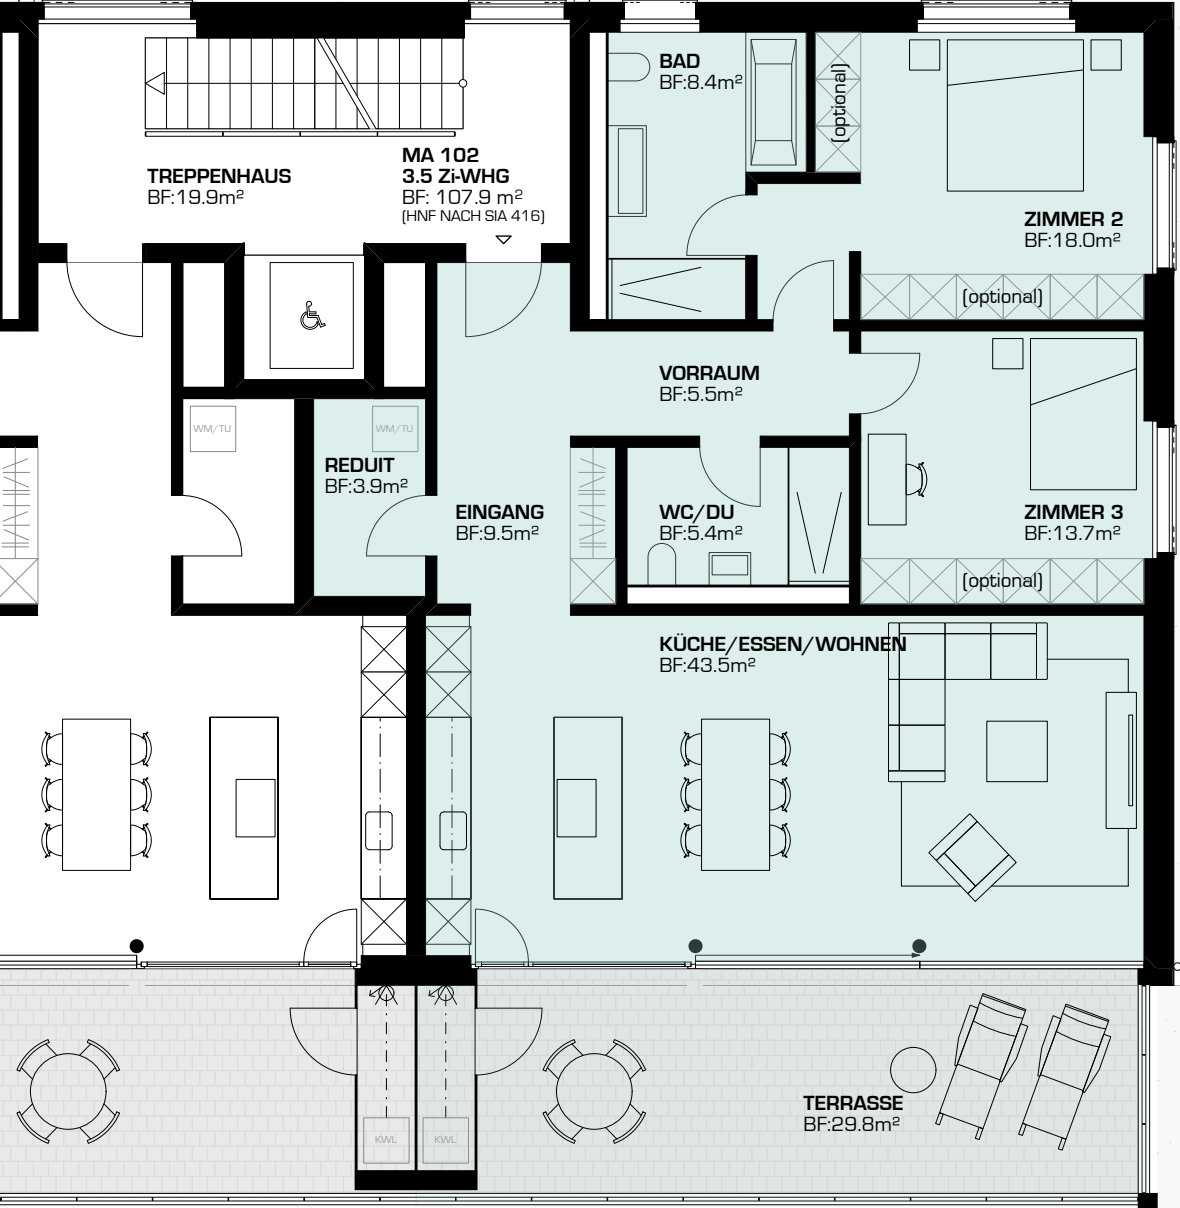 BAD
BF:8.4m²
(optional)
MA 102
3.5 Zi-WHG
BF: 107.9 m²
(HNF NACH SIA 416)
TREPPENHAUS
BF:19.9m²
ZIMMER 2
BF:18.0m²
(optional)
VORRAUM
BF:5.5m²
WM/TU
WM/TU
REDUIT
BF:3.9m²
EINGANG
BF:9.5m²
WC/DU
BF:5.4m²
ZIMMER 3
BF:13.7m²
(optional)
KÜCHE/ESSEN/WOHNEN
BF:43.5m²
TERRASSE
BF:29.8m²
KWL
KWL